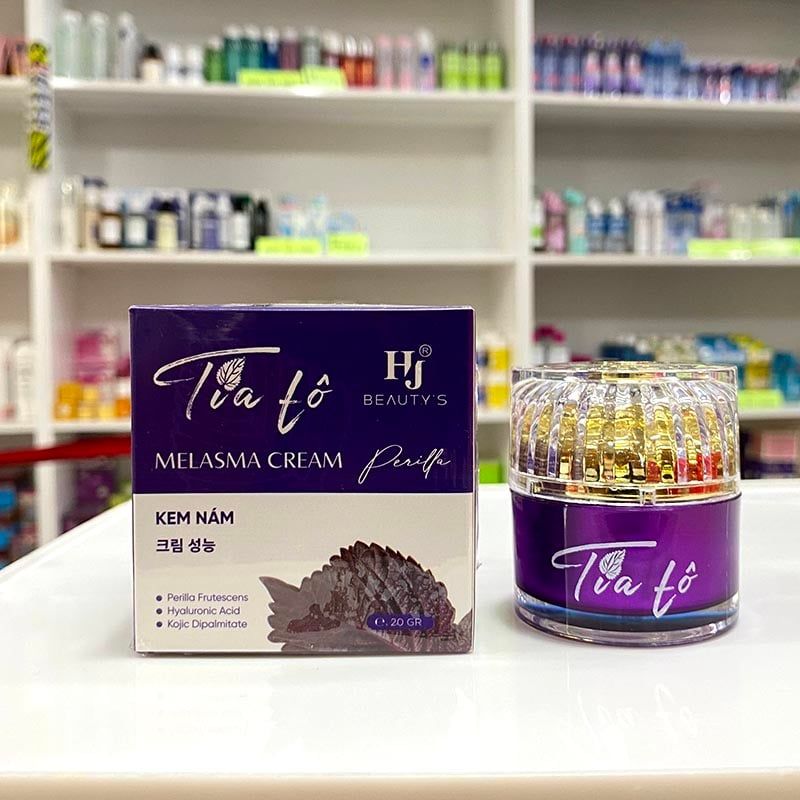 Tía tô
HJ ®
BEAUTY'S
MELASMA CREAM
Perilla
KEM NÁM
크림 성능
Perilla Frutescens
Hyaluronic Acid
Kojic Dipalmitate
℮. 20 GR
Tía tô